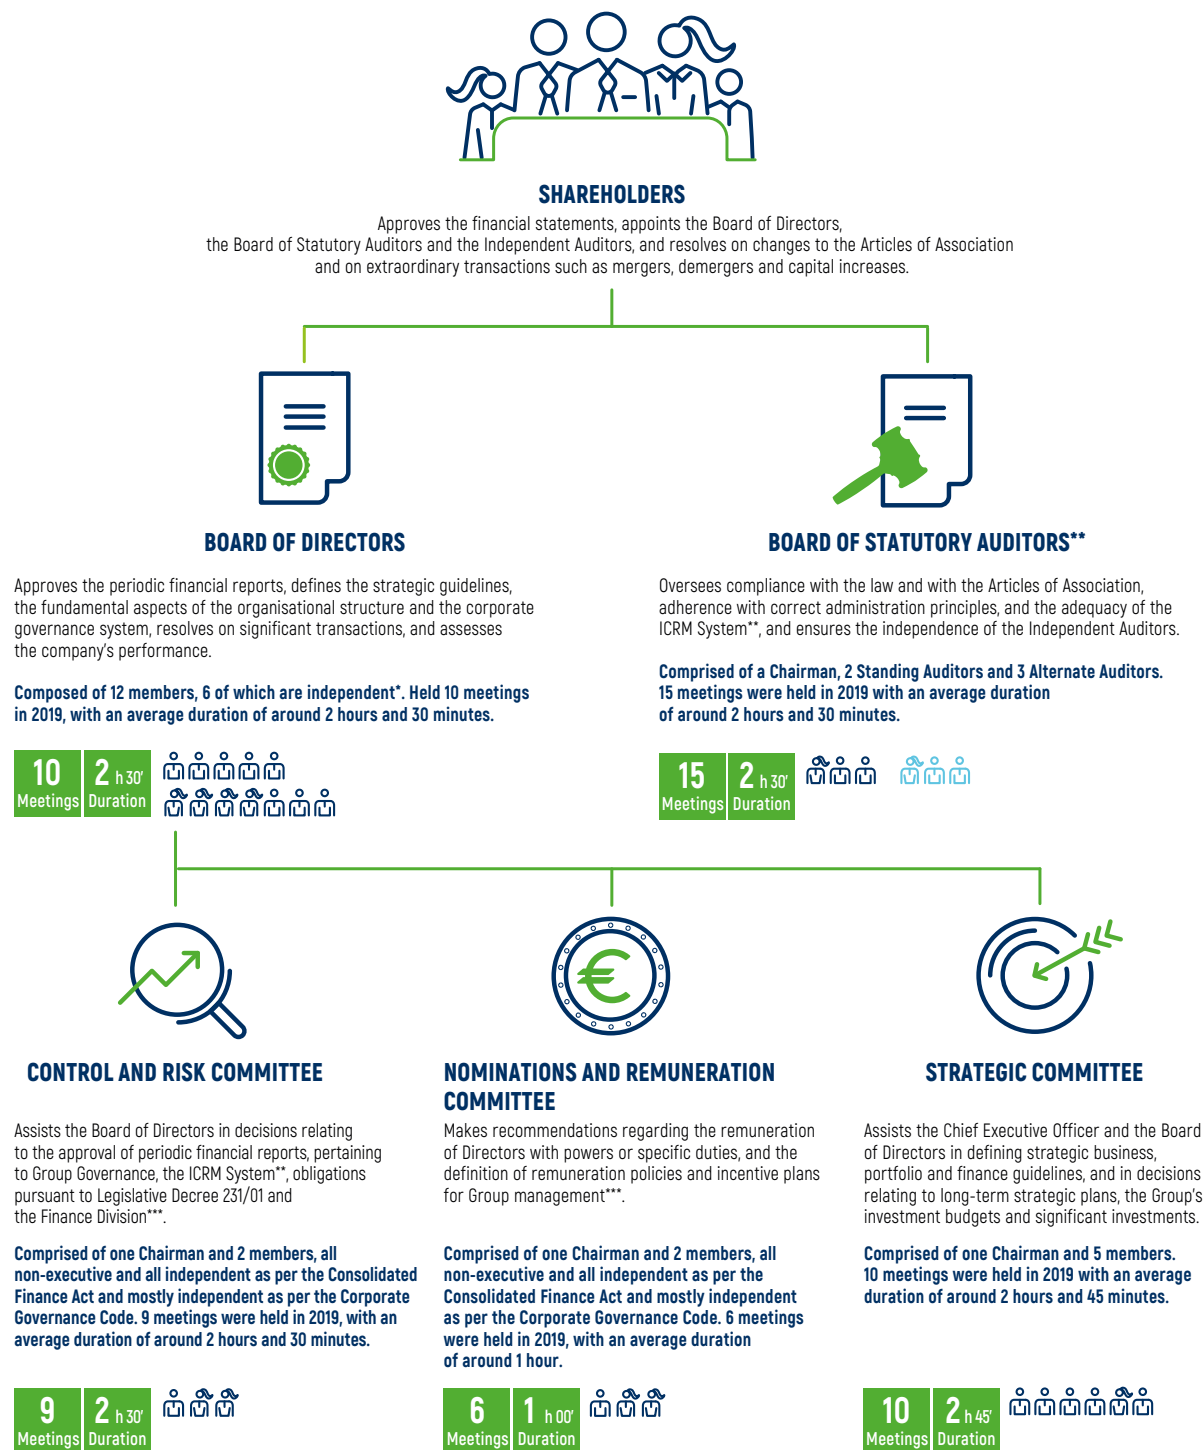 SHAREHOLDERS
Approves the financial statements, appoints the Board of Directors,
the Board of Statutory Auditors and the Independent Auditors, and resolves on changes to the Articles of Association
and on extraordinary transactions such as mergers, demergers and capital increases.
BOARD OF DIRECTORS
Approves the periodic financial reports, defines the strategic guidelines,
the fundamental aspects of the organisational structure and the corporate
governance system, resolves on significant transactions, and assesses
the company's performance.
Composed of 12 members, 6 of which are independent*. Held 10 meetings
in 2019, with an average duration of around 2 hours and 30 minutes.
10 Meetings
2 h 30' Duration
BOARD OF STATUTORY AUDITORS**
Oversees compliance with the law and with the Articles of Association,
adherence with correct administration principles, and the adequacy of the
ICRM System**, and ensures the independence of the Independent Auditors.
Comprised of a Chairman, 2 Standing Auditors and 3 Alternate Auditors.
15 meetings were held in 2019 with an average duration
of around 2 hours and 30 minutes.
15 Meetings
2 h 30' Duration
CONTROL AND RISK COMMITTEE
Assists the Board of Directors in decisions relating
to the approval of periodic financial reports, pertaining
to Group Governance, the ICRM System**, obligations
pursuant to Legislative Decree 231/01 and
the Finance Division***.
Comprised of one Chairman and 2 members, all
non-executive and all independent as per the Consolidated
Finance Act and mostly independent as per the Corporate
Governance Code. 9 meetings were held in 2019, with an
average duration of around 2 hours and 30 minutes.
9 Meetings
2 h 30' Duration
NOMINATIONS AND REMUNERATION
COMMITTEE
Makes recommendations regarding the remuneration
of Directors with powers or specific duties, and the
definition of remuneration policies and incentive plans
for Group management***.
Comprised of one Chairman and 2 members, all
non-executive and all independent as per the
Consolidated Finance Act and mostly independent
as per the Corporate Governance Code. 6 meetings
were held in 2019, with an average duration
of around 1 hour.
6 Meetings
1 h 00' Duration
STRATEGIC COMMITTEE
Assists the Chief Executive Officer and the Board
of Directors in defining strategic business,
portfolio and finance guidelines, and in decisions
relating to long-term strategic plans, the Group's
investment budgets and significant investments.
Comprised of one Chairman and 5 members.
10 meetings were held in 2019 with an average
duration of around 2 hours and 45 minutes.
10 Meetings
2 h 45' Duration